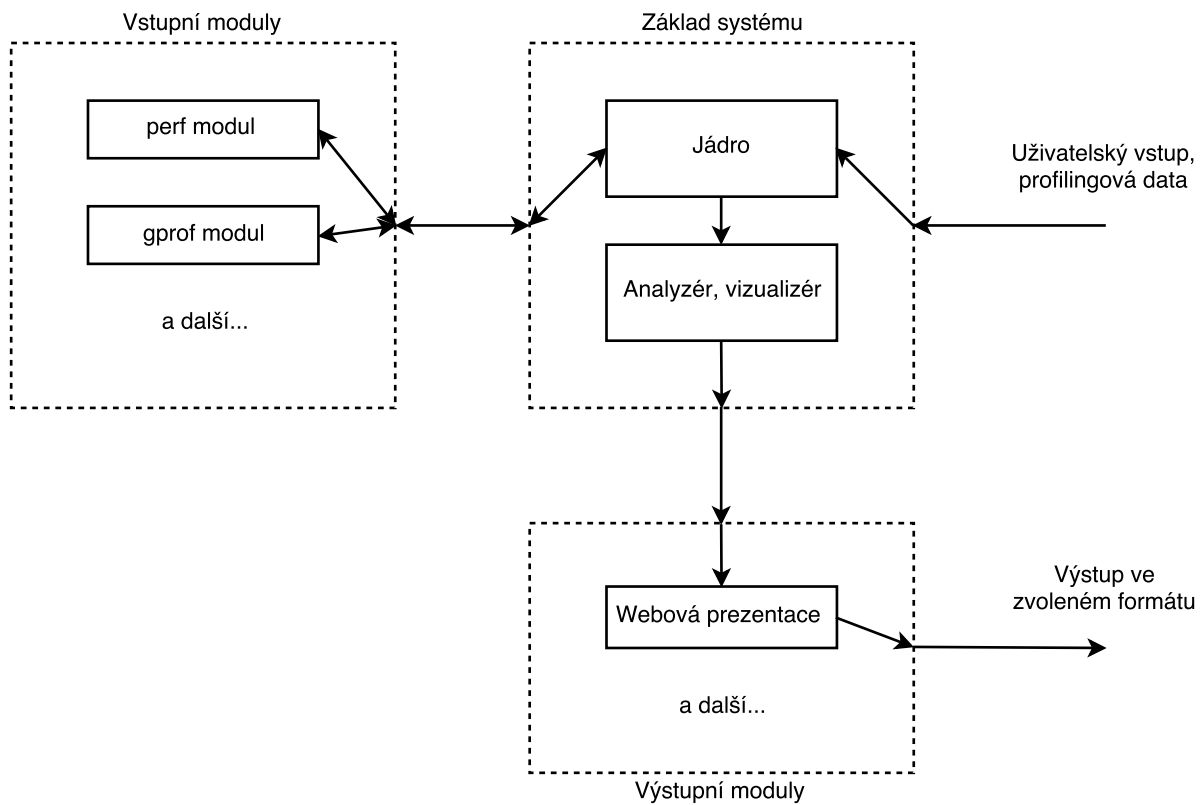 Vstupní moduly
perf modul
gprof modul
a další...
Základ systému
Jádro
Analyzér, vizualizér
Uživatelský vstup,
profilingová data
Webová prezentace
a další...
Výstupní moduly
Výstup ve
zvoleném formátu